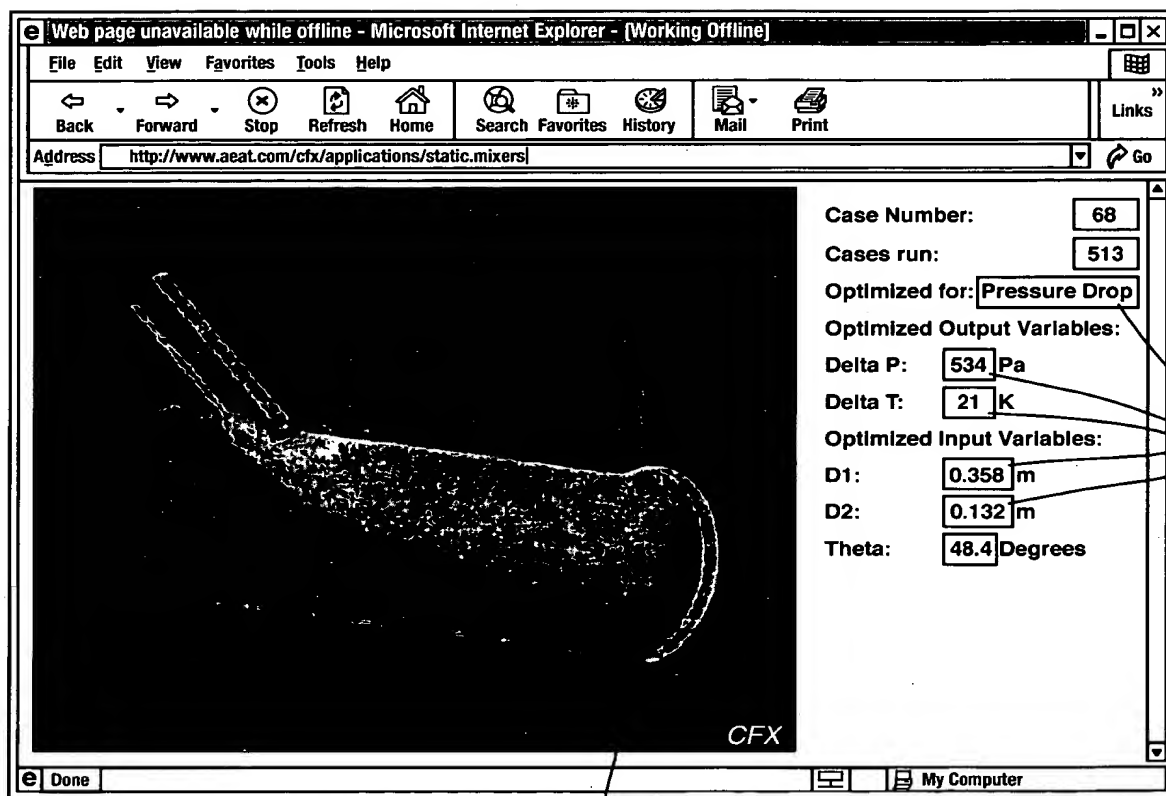 e Web page unavailable while offline - Microsoft Internet Explorer - [Working Offline]
File Edit View Favorites Tools Help
Back Forward Stop Refresh Home Search Favorites History Mail Print Links »
Address http://www.aeat.com/cfx/applications/static.mixers Go
Case Number: 68
Cases run: 513
Optimized for: Pressure Drop
Optimized Output Variables:
Delta P: 534 Pa
Delta T: 21 K
Optimized Input Variables:
D1: 0.358 m
D2: 0.132 m
Theta: 48.4 Degrees
CFX
e Done My Computer